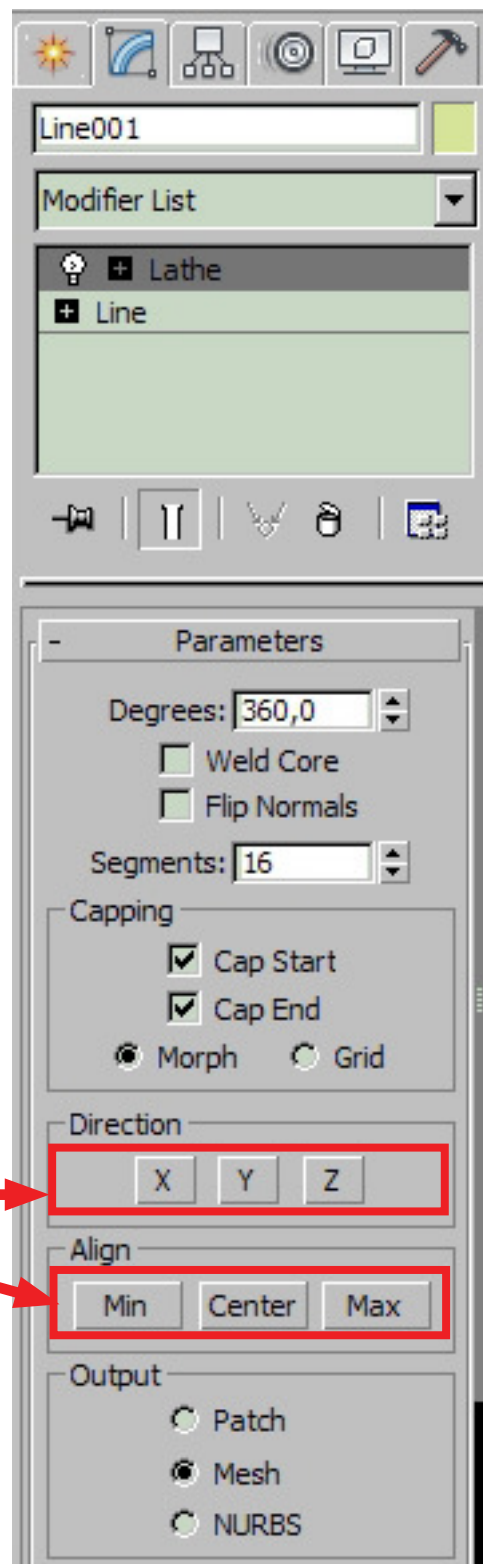 Line001
Modifier List
Lathe
Line
- Parameters
Degrees: 360,0
Weld Core
Flip Normals
Segments: 16
Capping
Cap Start
Cap End
Morph Grid
Direction
X Y Z
Align
Min Center Max
Output
Patch
Mesh
NURBS